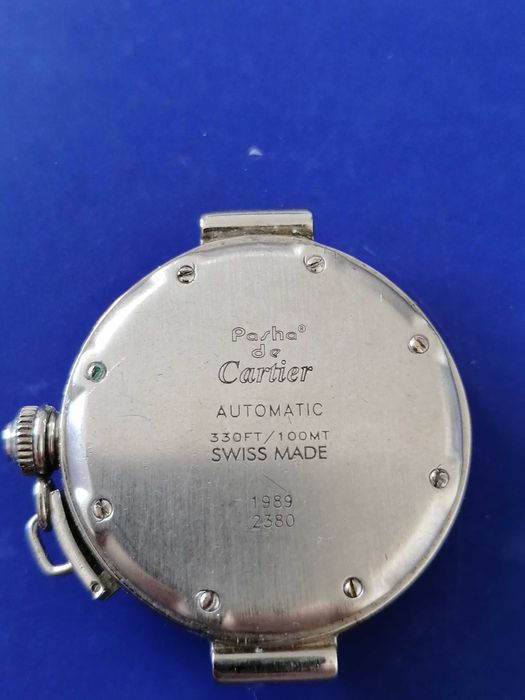 Pasha®
de
Cartier
AUTOMATIC
330FT/100MT
SWISS MADE
1989
2380